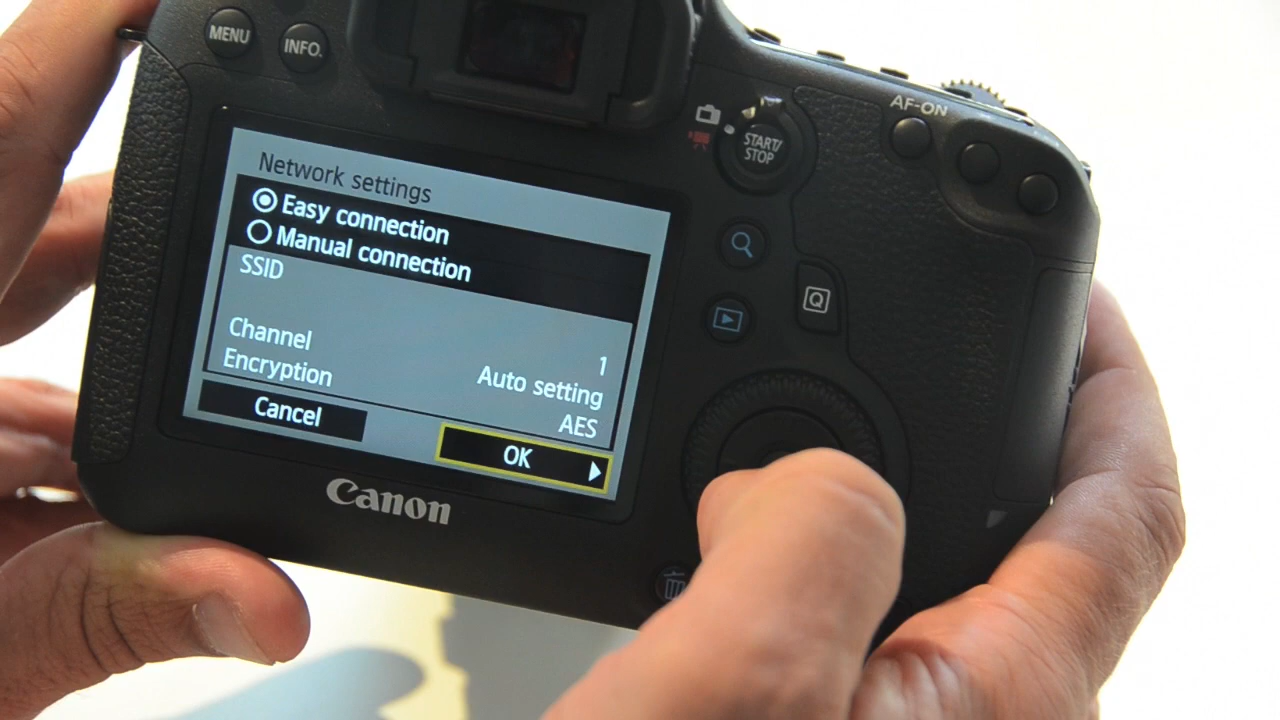 MENU
INFO.
AF-ON
START/
STOP
Network settings
Easy connection
Manual connection
SSID
1
Channel
Auto setting
Encryption
AES
Cancel
OK
Q
Canon